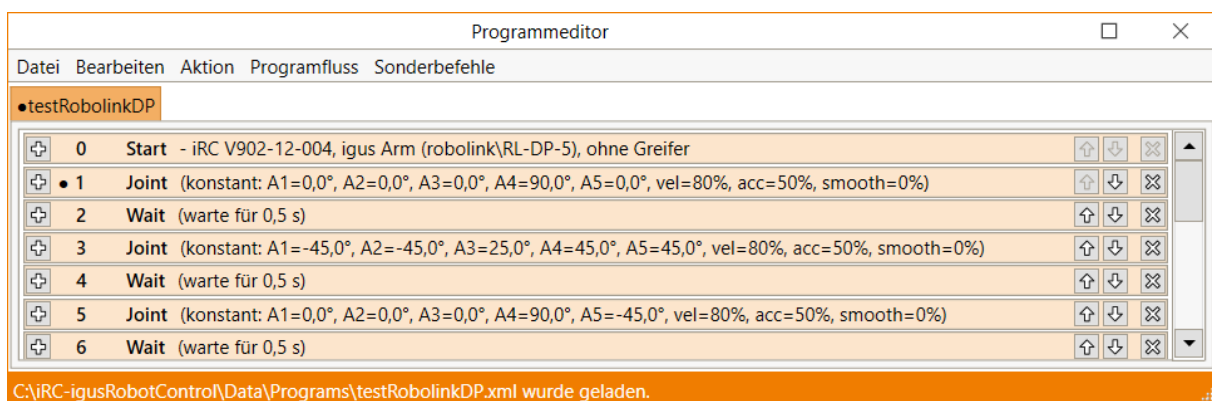 Programmeditor
Datei Bearbeiten Aktion Programfluss Sonderbefehle
●testRobolinkDP
0 Start - iRC V902-12-004, igus Arm (robolink\RL-DP-5), ohne Greifer
● 1 Joint (konstant: A1=0,0°, A2=0,0°, A3=0,0°, A4=90,0°, A5=0,0°, vel=80%, acc=50%, smooth=0%)
2 Wait (warte für 0,5 s)
3 Joint (konstant: A1=-45,0°, A2=-45,0°, A3=25,0°, A4=45,0°, A5=45,0°, vel=80%, acc=50%, smooth=0%)
4 Wait (warte für 0,5 s)
5 Joint (konstant: A1=0,0°, A2=0,0°, A3=0,0°, A4=90,0°, A5=-45,0°, vel=80%, acc=50%, smooth=0%)
6 Wait (warte für 0,5 s)
C:\iRC-igusRobotControl\Data\Programs\testRobolinkDP.xml wurde geladen.